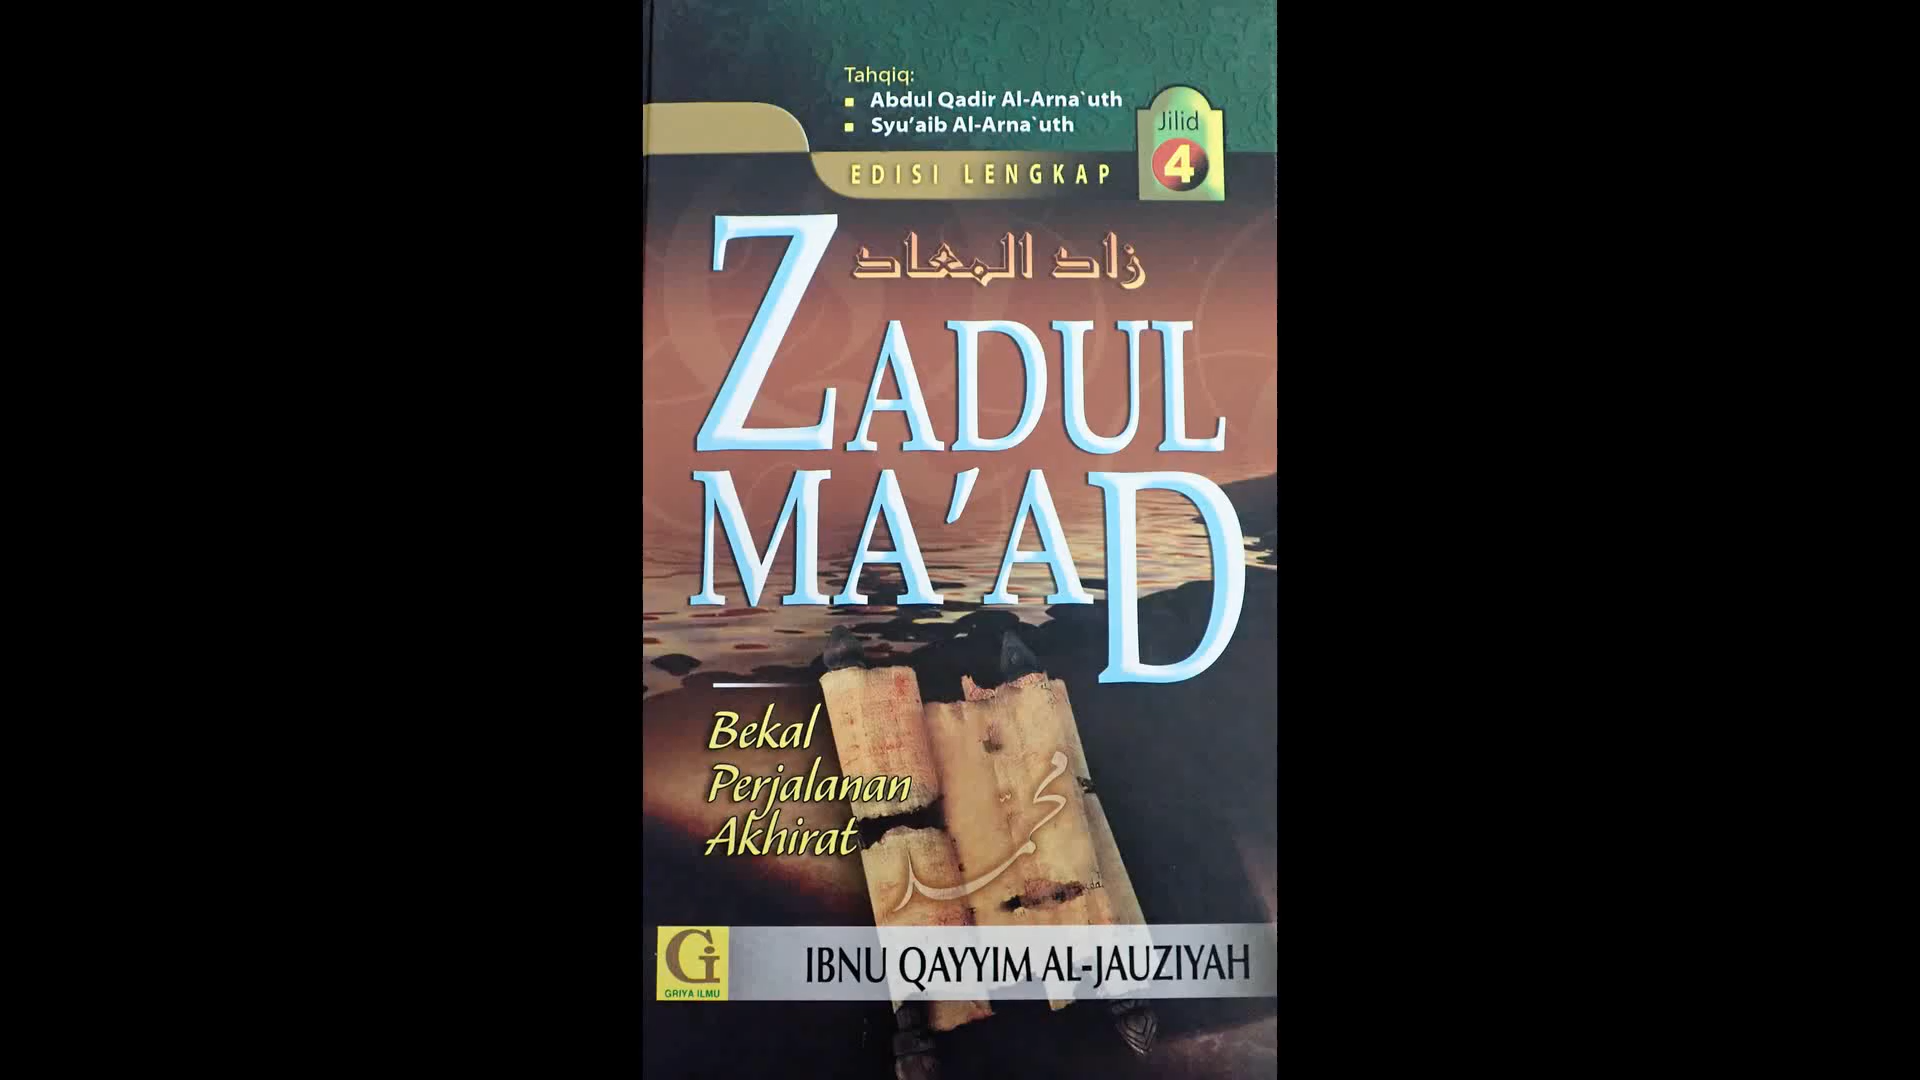 Tahqiq:
▪ Abdul Qadir Al-Arna`uth
▪ Syu'aib Al-Arna`uth
Jilid
4
EDISI LENGKAP
زاد المعاد
ZADUL
MA'AD
Bekal
Perjalanan
Akhirat
محمد
Gi
GRIYA ILMU
IBNU QAYYIM AL-JAUZIYAH